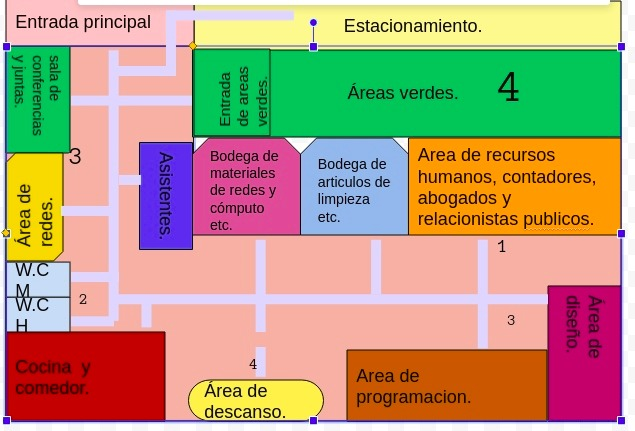 Entrada principal
Estacionamiento.
sala de
conferencias
y juntas.
Entrada
de areas
verdes.
Áreas verdes.
4
3
Asistentes.
Bodega de
materiales
de redes y
cómputo
etc.
Bodega de
articulos de
limpieza
etc.
Area de recursos
humanos, contadores,
abogados y
relacionistas publicos.
Área de
redes.
W.C
M
W.C
H
2
1
3
Área de
diseño.
Cocina y
comedor.
4
Área de
descanso.
Area de
programacion.